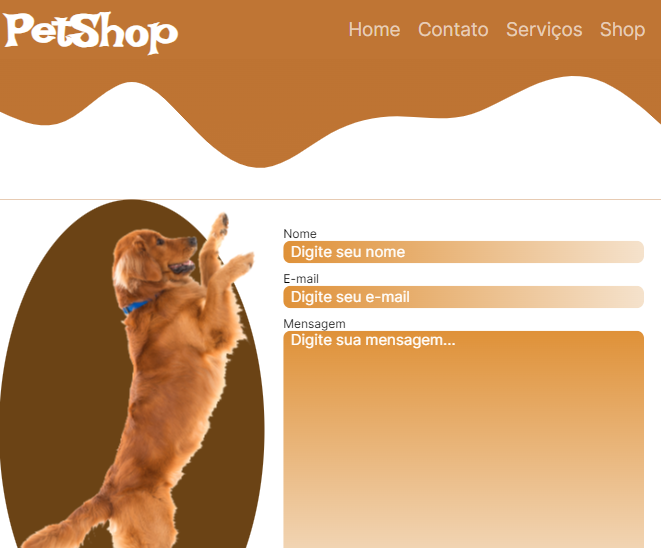 PetShop
Home Contato Serviços Shop
Nome
Digite seu nome
E-mail
Digite seu e-mail
Mensagem
Digite sua mensagem...